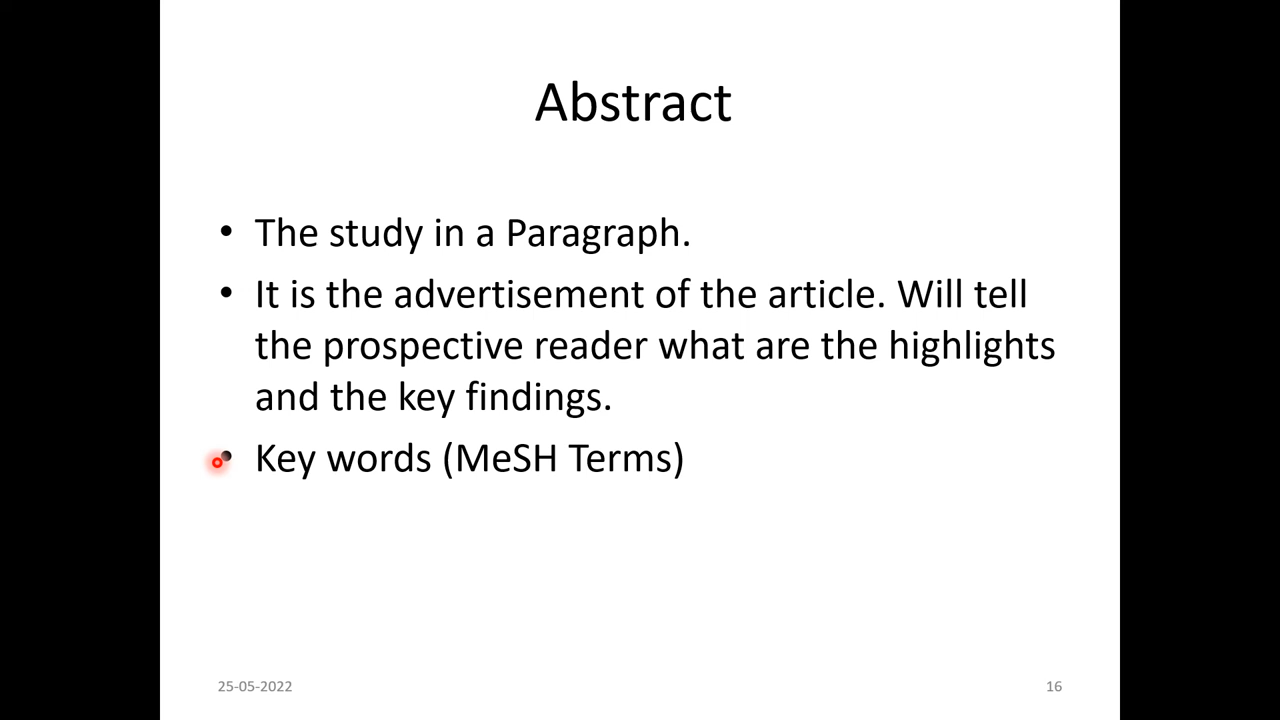 Abstract
• The study in a Paragraph.
• It is the advertisement of the article. Will tell
the prospective reader what are the highlights
and the key findings.
• Key words (MeSH Terms)
25-05-2022
16